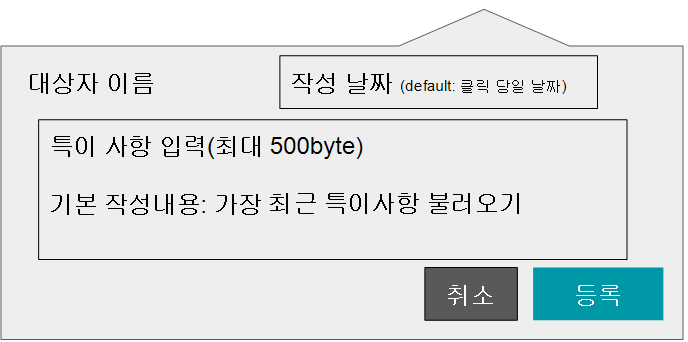 대상자 이름
작성 날짜 (default: 클릭 당일 날짜)
특이 사항 입력(최대 500byte)
기본 작성내용: 가장 최근 특이사항 불러오기
취소
등록